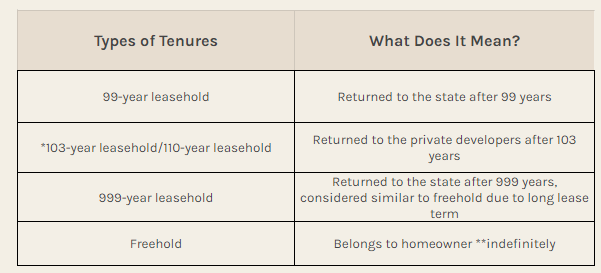 Types of Tenures
What Does It Mean?
99-year leasehold
Returned to the state after 99 years
*103-year leasehold/110-year leasehold
Returned to the private developers after 103
years
999-year leasehold
Returned to the state after 999 years,
considered similar to freehold due to long lease
term
Freehold
Belongs to homeowner **indefinitely